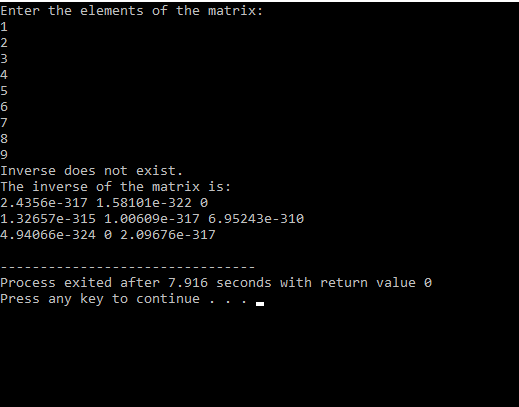 Enter the elements of the matrix:
1
2
3
4
5
6
7
8
9
Inverse does not exist.
The inverse of the matrix is:
2.4356e-317 1.58101e-322 0
1.32657e-315 1.00609e-317 6.95243e-310
4.94066e-324 0 2.09676e-317
--------------------------------
Process exited after 7.916 seconds with return value 0
Press any key to continue . . .